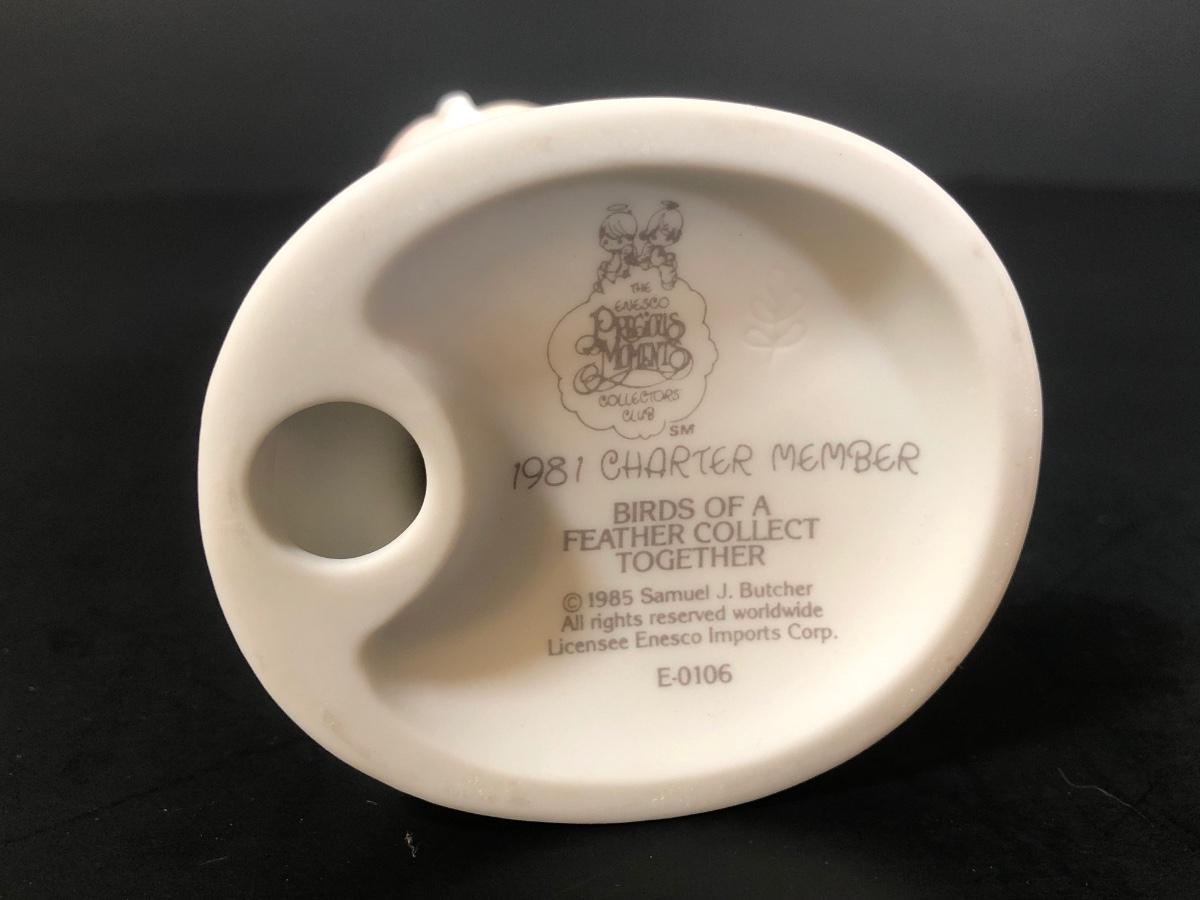 THE
ENESCO
PRECIOUS
MOMENTS
COLLECTORS
CLUB
SM
1981 CHARTER MEMBER
BIRDS OF A
FEATHER COLLECT
TOGETHER
© 1985 Samuel J. Butcher
All rights reserved worldwide
Licensee Enesco Imports Corp.
E-0106